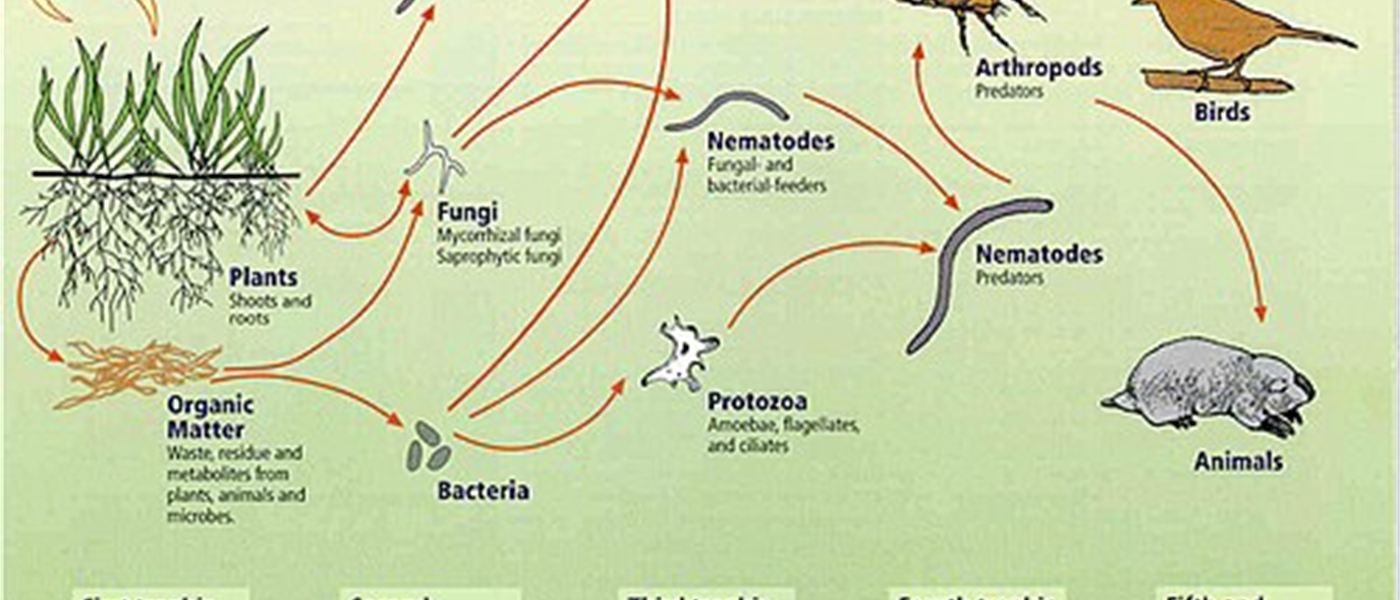 Arthropods
Predators
Birds
Nematodes
Fungal- and
bacterial-feeders
Fungi
Mycorrhizal fungi
Saprophytic fungi
Nematodes
Predators
Plants
Shoots and
roots
Organic
Matter
Waste, residue and
metabolites from
plants, animals and
microbes.
Protozoa
Amoebae, flagellates,
and ciliates
Bacteria
Animals